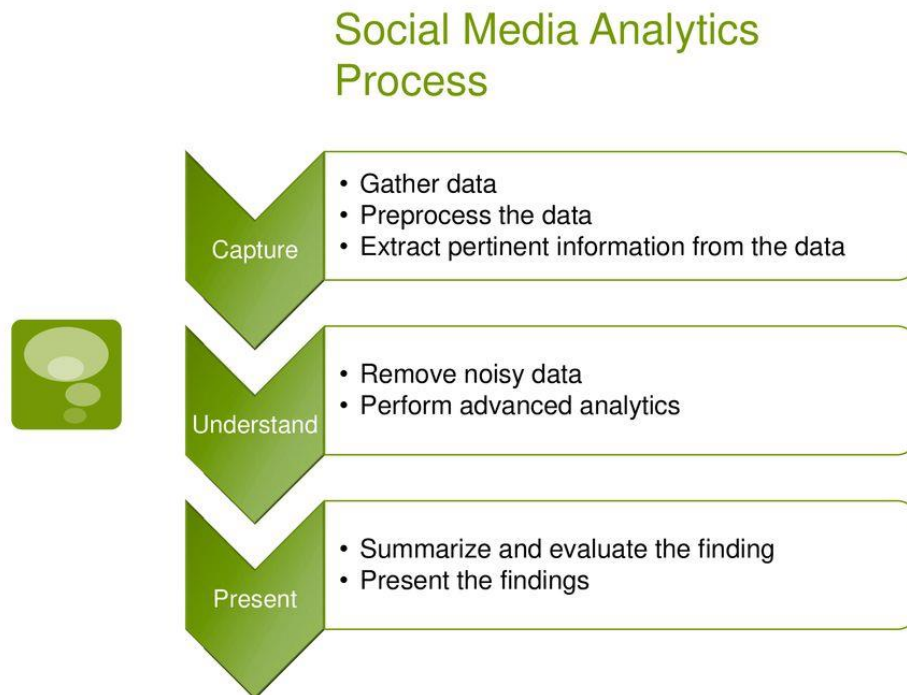 Social Media Analytics
Process
Capture
• Gather data
• Preprocess the data
• Extract pertinent information from the data
Understand
• Remove noisy data
• Perform advanced analytics
Present
• Summarize and evaluate the finding
• Present the findings